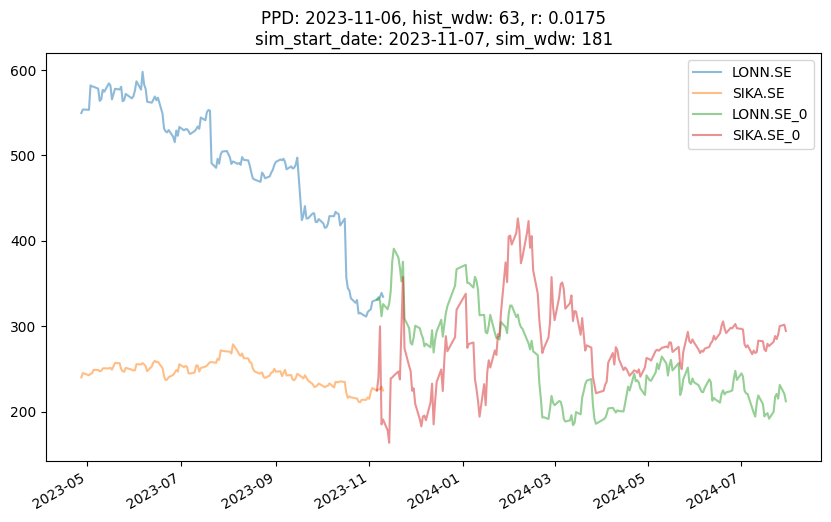 PPD: 2023-11-06, hist_wdw: 63, r: 0.0175
sim_start_date: 2023-11-07, sim_wdw: 181
600
500
400
300
200
LONN.SE
SIKA.SE
LONN.SE_0
SIKA.SE_0
2023-05
2023-07
2023-09
2023-11
2024-01
2024-03
2024-05
2024-07